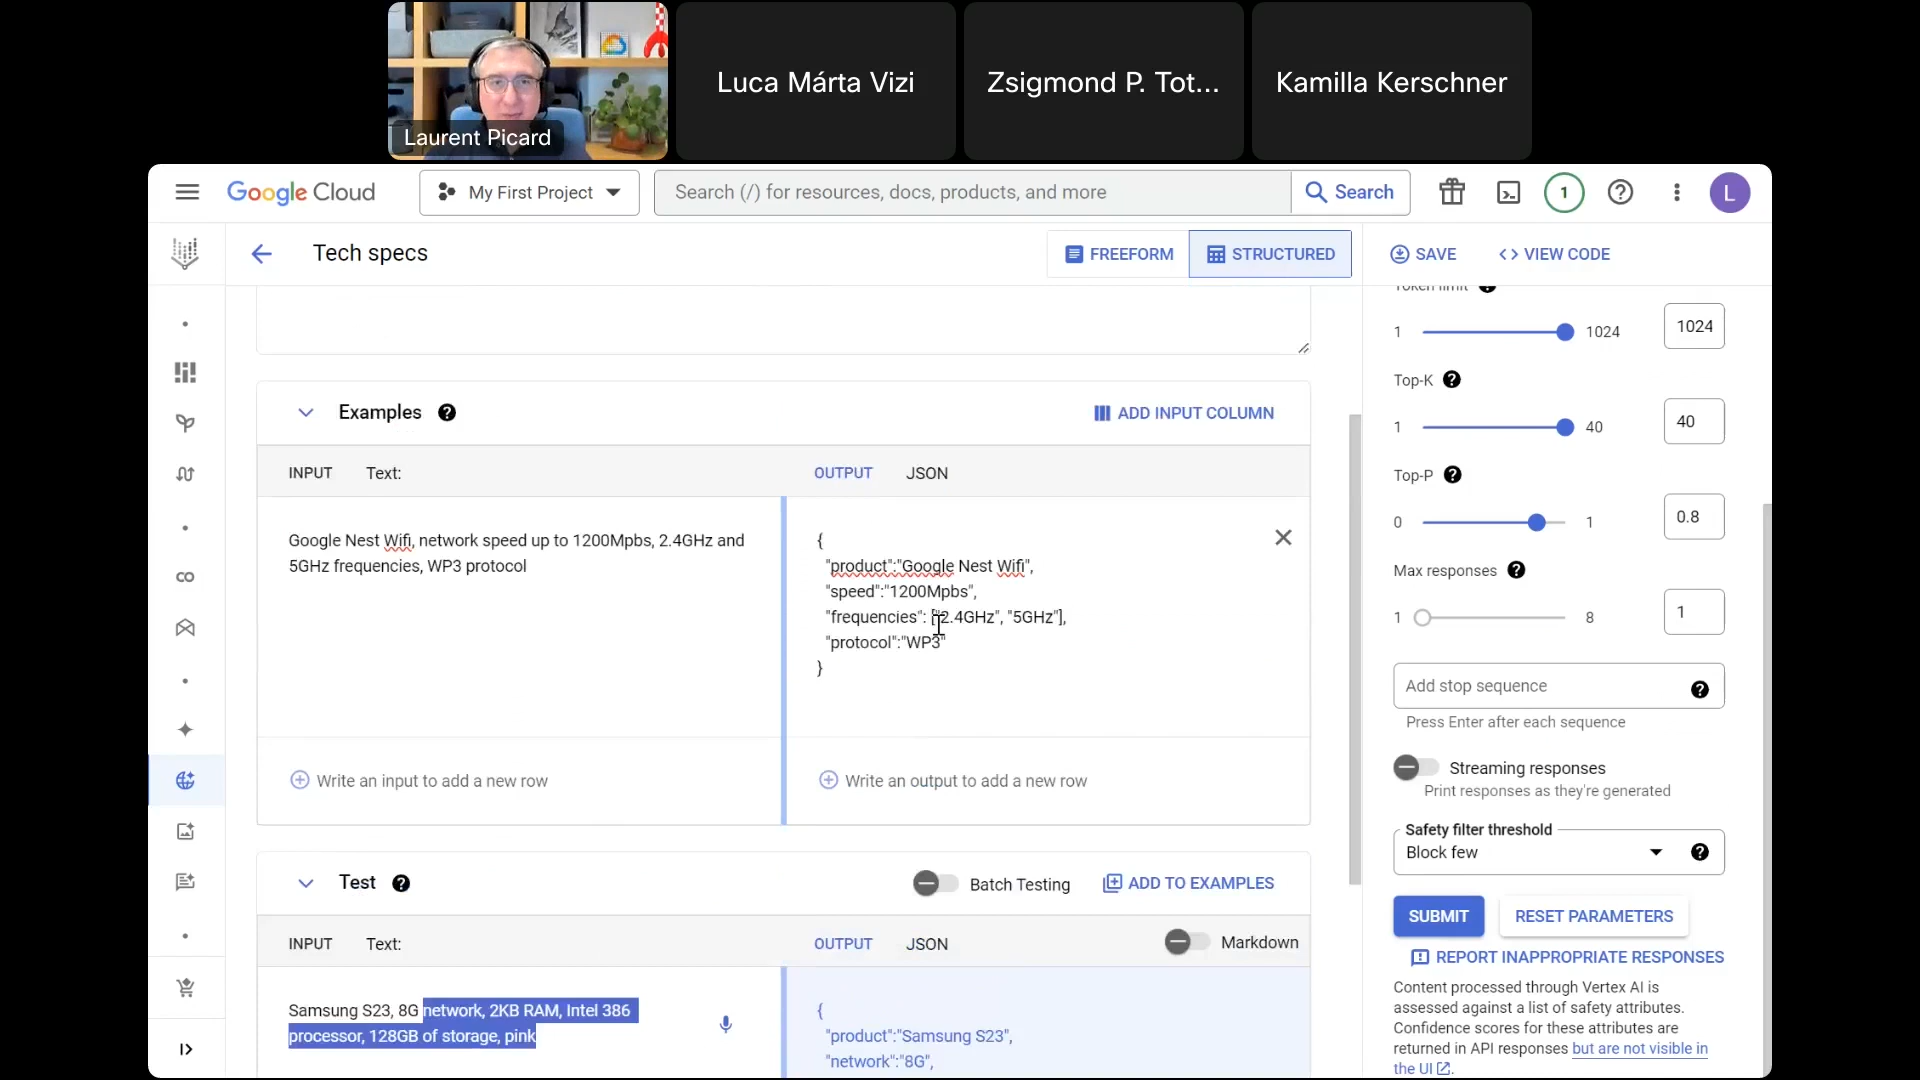 Laurent Picard
Luca Márta Vizi
Zsigmond P. Tot...
Kamilla Kerschner
Google Cloud
My First Project
Search (/) for resources, docs, products, and more
Search
1
L
Tech specs
FREEFORM
STRUCTURED
SAVE
<> VIEW CODE
Examples
ADD INPUT COLUMN
INPUT Text:
OUTPUT JSON
Google Nest Wifi, network speed up to 1200Mpbs, 2.4GHz and
5GHz frequencies, WP3 protocol
{
"product":"Google Nest Wifi",
"speed":"1200Mpbs",
"frequencies": ["2.4GHz", "5GHz"],
"protocol":"WP3"
}
Write an input to add a new row
Write an output to add a new row
Test
Batch Testing
ADD TO EXAMPLES
INPUT Text:
OUTPUT JSON
Markdown
Samsung S23, 8G network, 2KB RAM, Intel 386
processor, 128GB of storage, pink
{
"product":"Samsung S23",
"network":"8G",
Token limit
1 1024 1024
Top-K
1 40 40
Top-P
0 1 0.8
Max responses
1 8 1
Add stop sequence
Press Enter after each sequence
Streaming responses
Print responses as they're generated
Safety filter threshold
Block few
SUBMIT
RESET PARAMETERS
REPORT INAPPROPRIATE RESPONSES
Content processed through Vertex AI is
assessed against a list of safety attributes.
Confidence scores for these attributes are
returned in API responses but are not visible in
the UI.